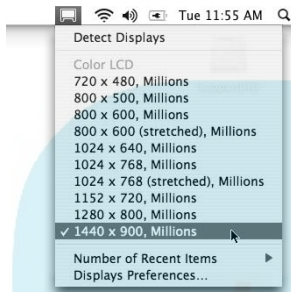 Tue 11:55 AM
Detect Displays
Color LCD
720 x 480, Millions
800 x 500, Millions
800 x 600, Millions
800 x 600 (stretched), Millions
1024 x 640, Millions
1024 x 768, Millions
1024 x 768 (stretched), Millions
1152 x 720, Millions
1280 x 800, Millions
✓ 1440 x 900, Millions
Number of Recent Items
Displays Preferences...